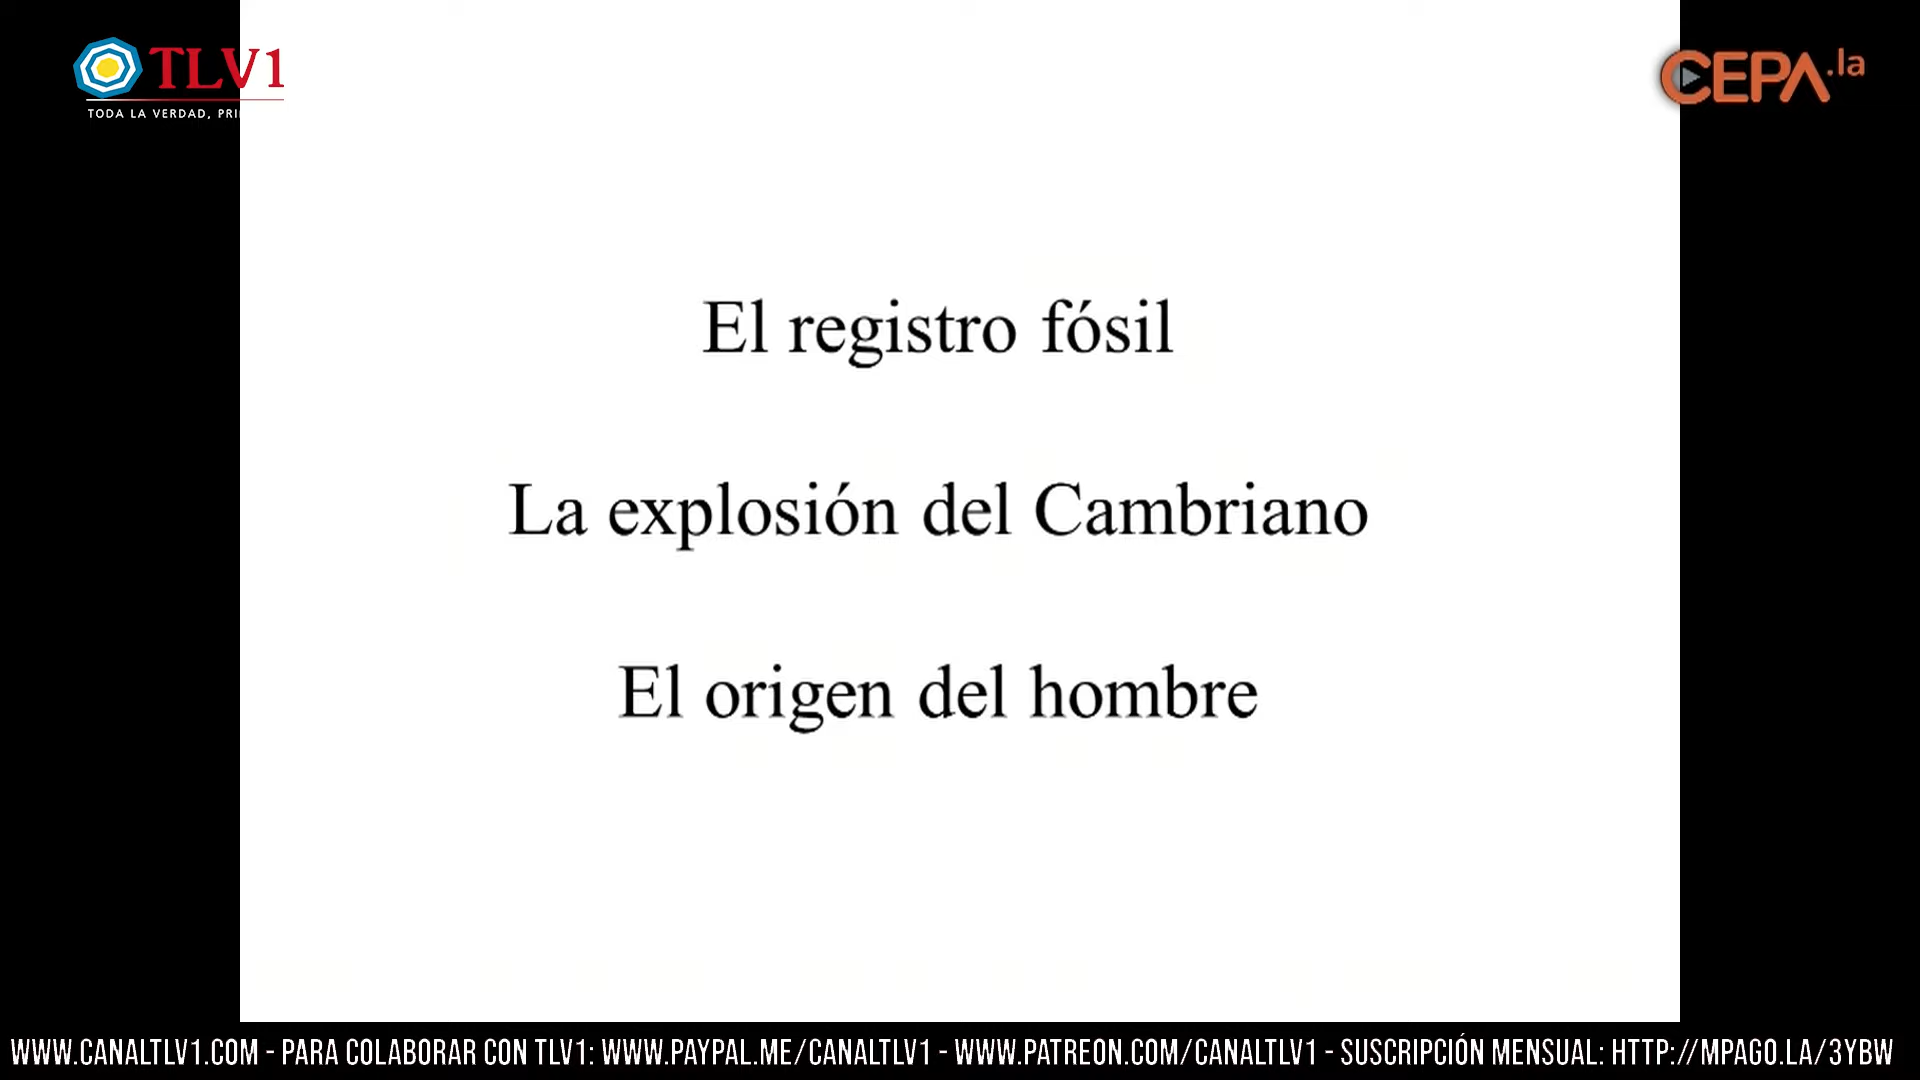 TLV1
TODA LA VERDAD, PRI
CEPA.la
El registro fósil
La explosión del Cambriano
El origen del hombre
WWW.CANALTLV1.COM - PARA COLABORAR CON TLV1: WWW.PAYPAL.ME/CANALTLV1 - WWW.PATREON.COM/CANALTLV1 - SUSCRIPCIÓN MENSUAL: HTTP://MPAGO.LA/3YBW